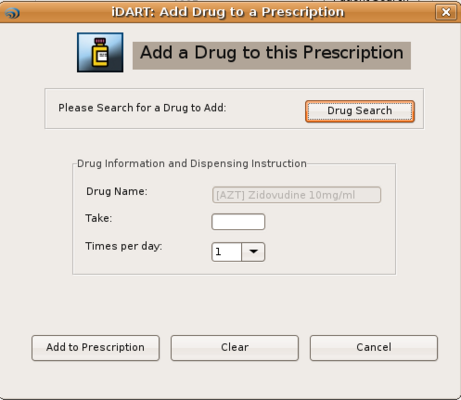 iDART: Add Drug to a Prescription
Add a Drug to this Prescription
Please Search for a Drug to Add:
Drug Search
Drug Information and Dispensing Instruction
Drug Name:
[AZT] Zidovudine 10mg/ml
Take:
Times per day:
1
Add to Prescription
Clear
Cancel